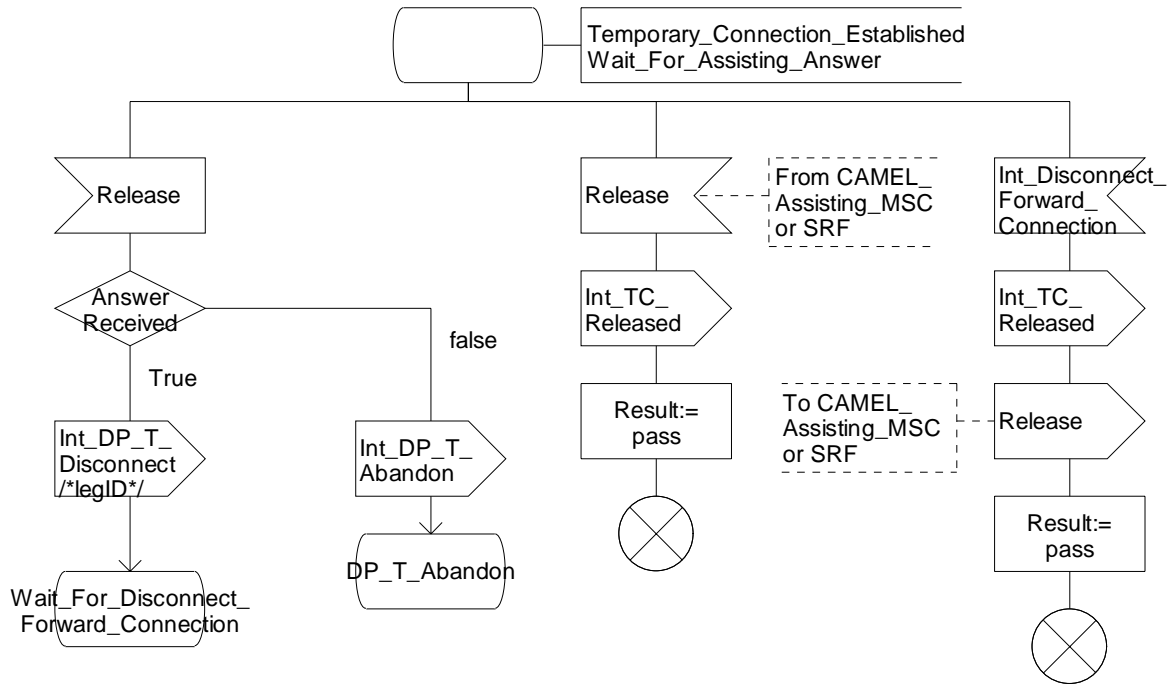 Temporary_Connection_Established
Wait_For_Assisting_Answer
Release
Answer
Received
True
false
Int_DP_T_
Disconnect
/*legID*/
Wait_For_Disconnect_
Forward_Connection
Int_DP_T_
Abandon
DP_T_Abandon
Release
From CAMEL_
Assisting_MSC
or SRF
Int_TC_
Released
Result:=
pass
Int_Disconnect_
Forward_
Connection
Int_TC_
Released
To CAMEL_
Assisting_MSC
or SRF
Release
Result:=
pass